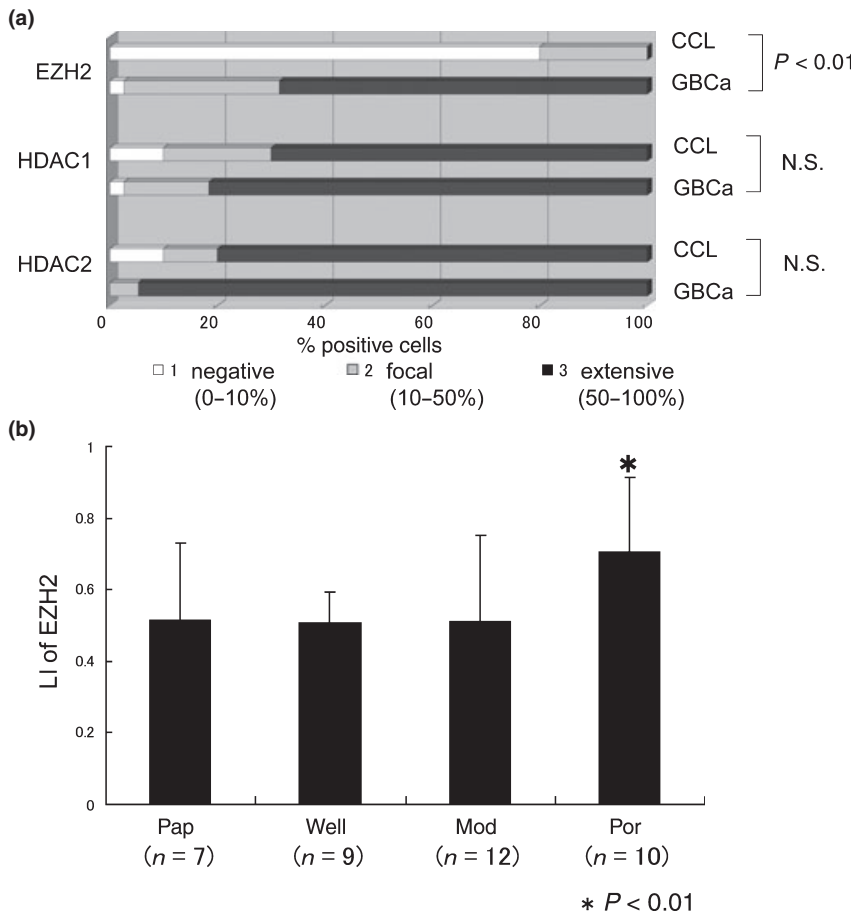 (a)
EZH2
CCL
GBCa
P < 0.01
HDAC1
CCL
GBCa
N.S.
HDAC2
CCL
GBCa
N.S.
0 20 40 60 80 100
% positive cells
1 negative (0–10%)
2 focal (10–50%)
3 extensive (50–100%)
(b)
LI of EZH2
1
0.8
0.6
0.4
0.2
0
*
Pap Well Mod Por
(n = 7) (n = 9) (n = 12) (n = 10)
* P < 0.01